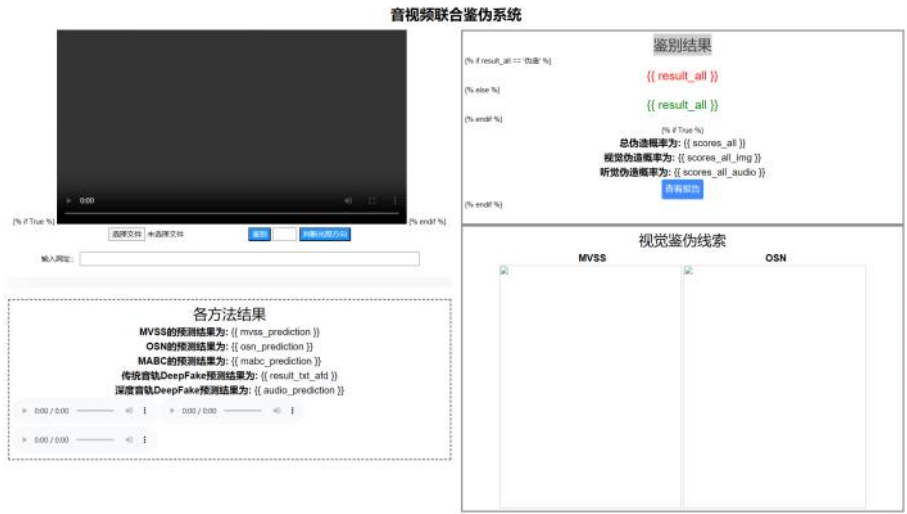 音视频联合鉴伪系统
0:00
{% if True %}
{% endif %}
选择文件 未选择文件
鉴别
判断光照方向
输入网址:
各方法结果
MVSS的预测结果为: {{ mvss_prediction }}
OSN的预测结果为: {{ osn_prediction }}
MABC的预测结果为: {{ mabc_prediction }}
传统音轨DeepFake预测结果为: {{ result_txt_afd }}
深度音轨DeepFake预测结果为: {{ audio_prediction }}
0:00 / 0:00
0:00 / 0:00
0:00 / 0:00
鉴别结果
{% if result_all == '伪造' %}
{{ result_all }}
{% else %}
{{ result_all }}
{% endif %}
{% if True %}
总伪造概率为: {{ scores_all }}
视觉伪造概率为: {{ scores_all_img }}
听觉伪造概率为: {{ scores_all_audio }}
查看报告
{% endif %}
视觉鉴伪线索
MVSS
OSN